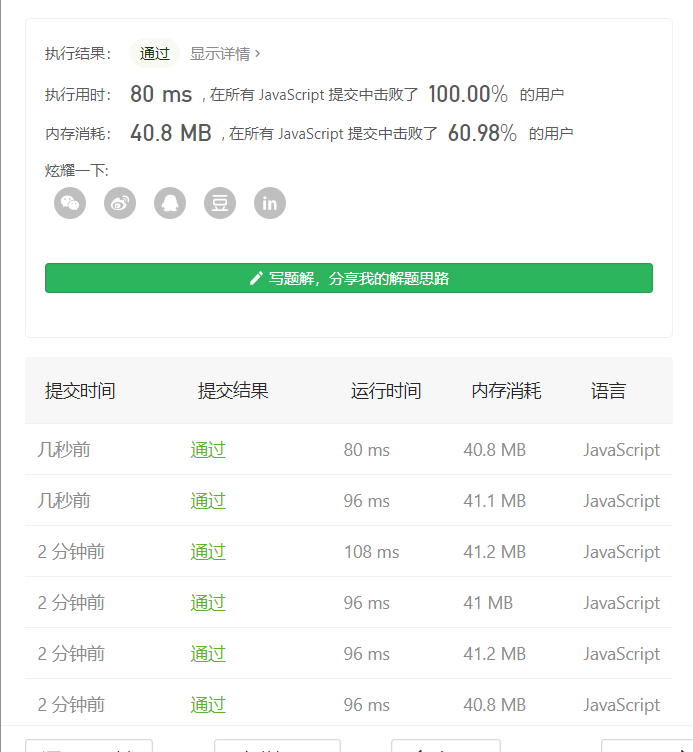 执行结果： 通过 显示详情 ›
执行用时： 80 ms , 在所有 JavaScript 提交中击败了 100.00% 的用户
内存消耗： 40.8 MB , 在所有 JavaScript 提交中击败了 60.98% 的用户
炫耀一下:
豆 in
写题解，分享我的解题思路
提交时间 提交结果 运行时间 内存消耗 语言
几秒前 通过 80 ms 40.8 MB JavaScript
几秒前 通过 96 ms 41.1 MB JavaScript
2 分钟前 通过 108 ms 41.2 MB JavaScript
2 分钟前 通过 96 ms 41 MB JavaScript
2 分钟前 通过 96 ms 41.2 MB JavaScript
2 分钟前 通过 96 ms 40.8 MB JavaScript